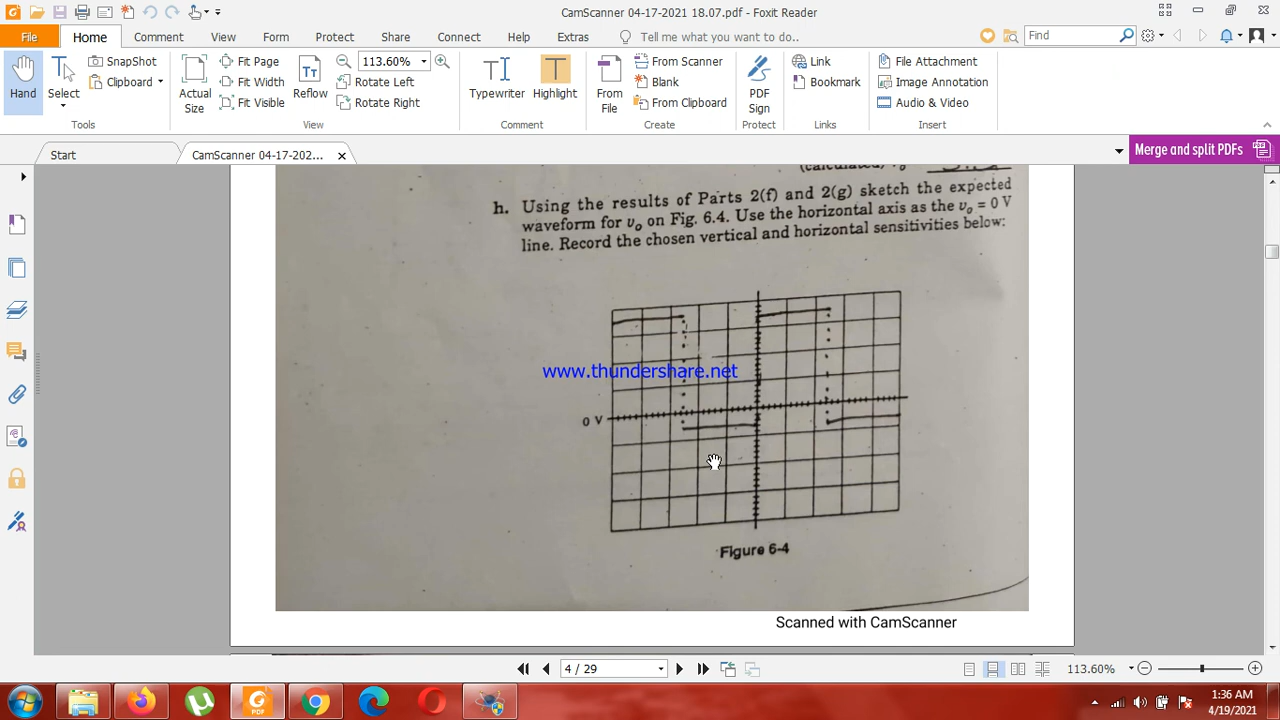 CamScanner 04-17-2021 18.07.pdf - Foxit Reader
File Home Comment View Form Protect Share Connect Help Extras Tell me what you want to do.. Find
Hand
Select
SnapShot
Clipboard
Tools
Actual
Size
Fit Page
Fit Width
Fit Visible
Reflow
113.60%
Rotate Left
Rotate Right
View
Typewriter
Highlight
Comment
From
File
From Scanner
Blank
From Clipboard
Create
PDF
Sign
Protect
Link
Bookmark
Links
File Attachment
Image Annotation
Audio & Video
Insert
Start
CamScanner 04-17-202...
Merge and split PDFs
h. Using the results of Parts 2(f) and 2(g) sketch the expected
waveform for vₒ on Fig. 6.4. Use the horizontal axis as the vₒ = 0 V
line. Record the chosen vertical and horizontal sensitivities below:
www.thundershare.net
0 V
Figure 6-4
Scanned with CamScanner
4 / 29
113.60%
PDF
1:36 AM
4/19/2021